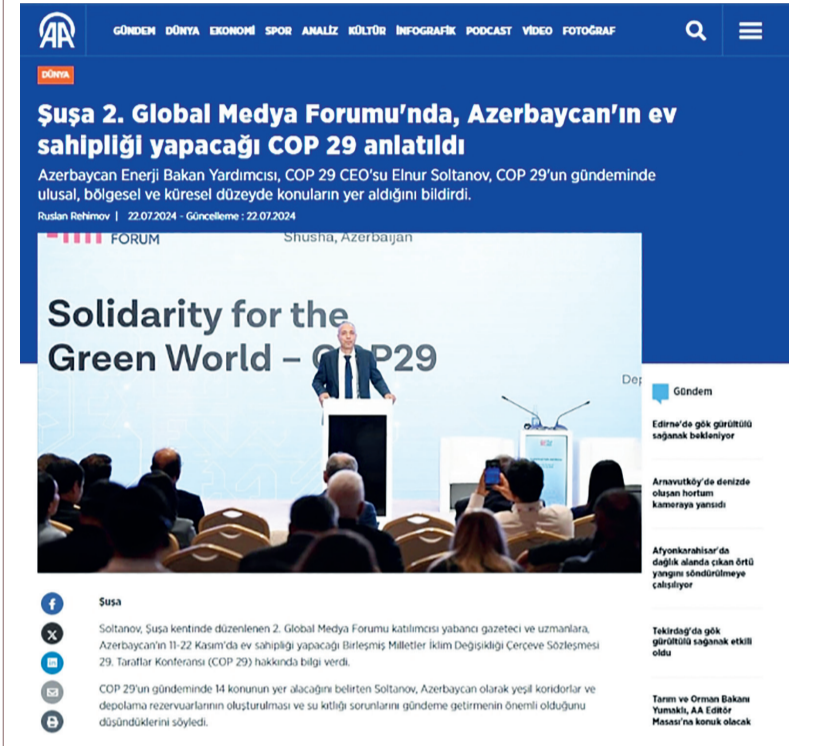 AA
GÜNDEM DÜNYA EKONOMİ SPOR ANALİZ KÜLTÜR İNFOGRAFİK PODCAST VİDEO FOTOĞRAF
DÜNYA
Şuşa 2. Global Medya Forumu'nda, Azerbaycan'ın ev
sahipliği yapacağı COP 29 anlatıldı
Azerbaycan Enerji Bakan Yardımcısı, COP 29 CEO'su Elnur Soltanov, COP 29'un gündeminde
ulusal, bölgesel ve küresel düzeyde konuların yer aldığını bildirdi.
Ruslan Rehimov | 22.07.2024 - Güncelleme : 22.07.2024
FORUM
Shusha, Azerbaijan
Solidarity for the
Green World – COP29
Gündem
Edirne'de gök gürültülü
sağanak bekleniyor
Arnavutköy'de denizde
oluşan hortum
kameraya yansıdı
Afyonkarahisar'da
dağlık alanda çıkan örtü
yangını söndürülmeye
çalışılıyor
Tekirdağ'da gök
gürültülü sağanak etkili
oldu
Tarım ve Orman Bakanı
Yumaklı, AA Editör
Masası'na konuk olacak
Şuşa
Soltanov, Şuşa kentinde düzenlenen 2. Global Medya Forumu katılımcısı yabancı gazeteci ve uzmanlara,
Azerbaycan'ın 11-22 Kasım'da ev sahipliği yapacağı Birleşmiş Milletler İklim Değişikliği Çerçeve Sözleşmesi
29. Taraflar Konferansı (COP 29) hakkında bilgi verdi.
COP 29'un gündeminde 14 konunun yer alacağını belirten Soltanov, Azerbaycan olarak yeşil koridorlar ve
depolama rezervuarlarının oluşturulması ve su kıtlığı sorunlarını gündeme getirmenin önemli olduğunu
düşündüklerini söyledi.